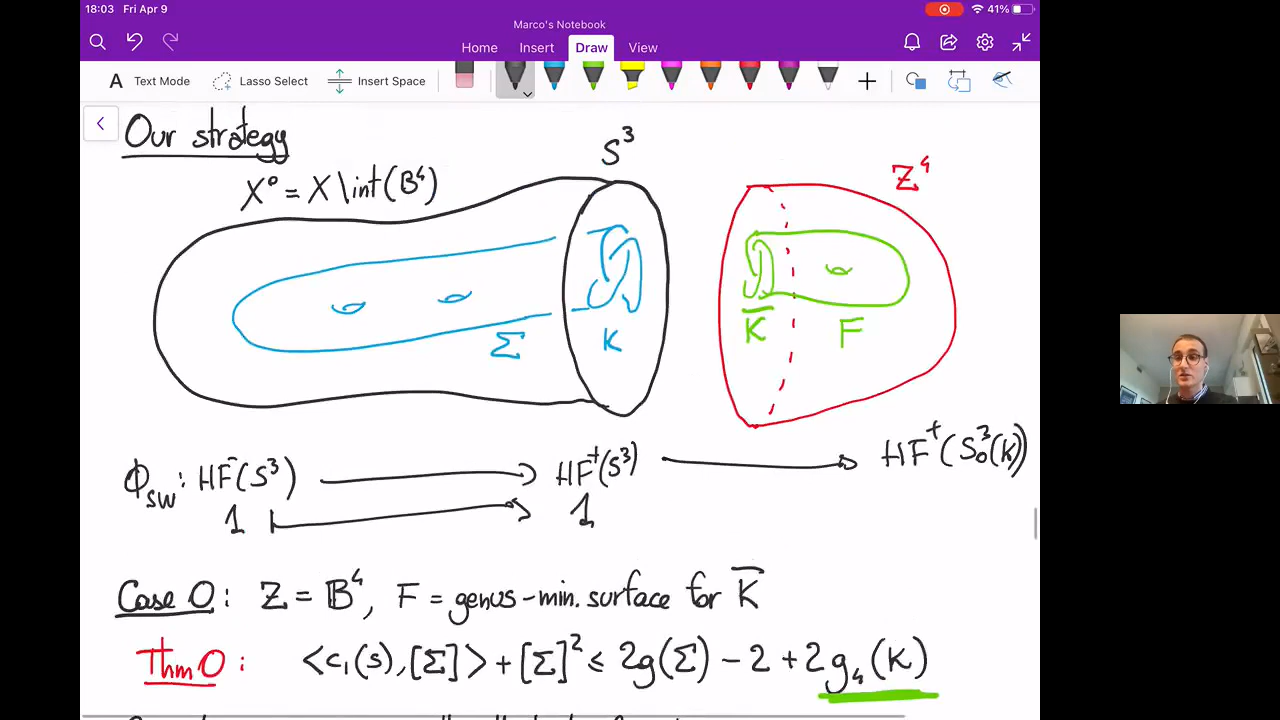 18:03 Fri Apr 9
41%
Marco's Notebook
Home Insert Draw View
A Text Mode Lasso Select Insert Space
Our strategy
S³
X° = X \ int(B⁴)
Z⁴
Σ
K
K̅
F
Φ_SW : HF⁻(S³) → HF⁺(S³) → HF⁺(S³₀(K))
1 ↦ 1
Case 0: Z = B⁴, F = genus-min. surface for K̅
Thm 0: <c₁(s), [Σ]> + [Σ]² ≤ 2g(Σ) - 2 + 2g₄(K)